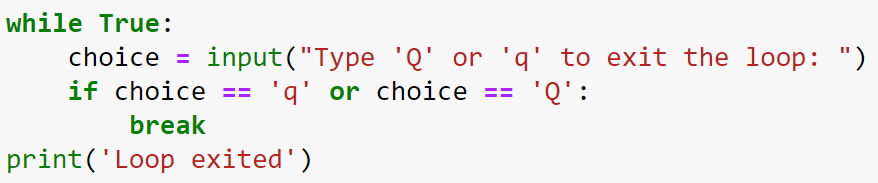 while True:
    choice = input("Type 'Q' or 'q' to exit the loop: ")
    if choice == 'q' or choice == 'Q':
        break
print('Loop exited')